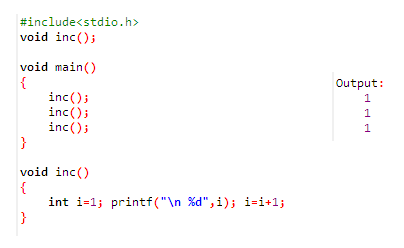 #include<stdio.h>
void inc();
void main()
{
inc();
inc();
inc();
}
void inc()
{
int i=1; printf("\n %d",i); i=i+1;
}
Output:
1
1
1